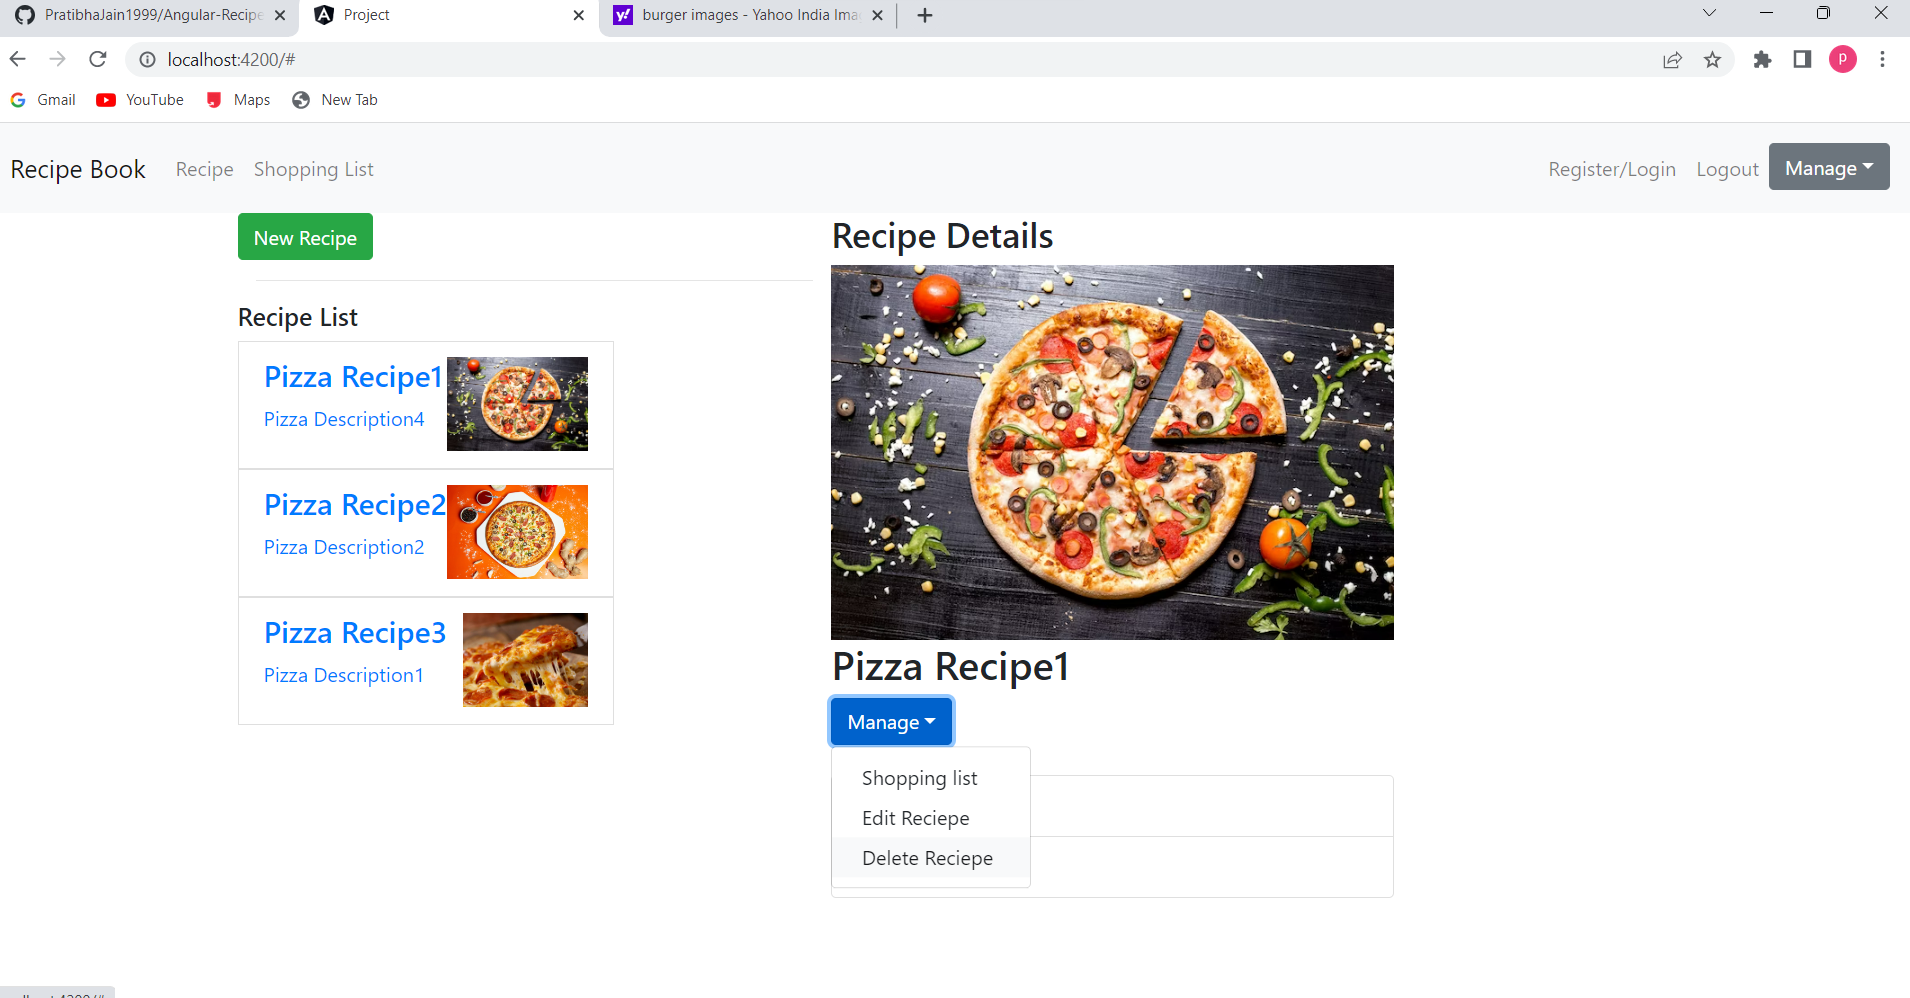 PratibhaJain1999/Angular-Recipe
Project
burger images - Yahoo India Ima
localhost:4200/#
P
Gmail
YouTube
Maps
New Tab
Recipe Book
Recipe
Shopping List
Register/Login
Logout
Manage
New Recipe
Recipe List
Pizza Recipe1
Pizza Description4
Pizza Recipe2
Pizza Description2
Pizza Recipe3
Pizza Description1
Recipe Details
Pizza Recipe1
Manage
Shopping list
Edit Reciepe
Delete Reciepe